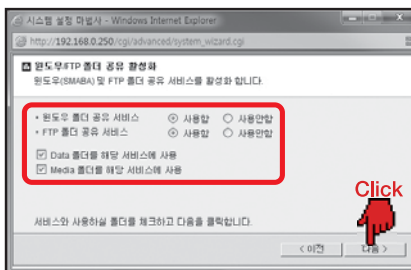 시스템 설정 마법사 - Windows Internet Explorer
http://192.168.0.250/cgi/advanced/system_wizard.cgi
윈도우/FTP 폴더 공유 활성화
윈도우(SMABA) 및 FTP 폴더 공유 서비스를 활성화 합니다.
• 윈도우 폴더 공유 서비스 사용함 사용안함
• FTP 폴더 공유 서비스 사용함 사용안함
Data 폴더를 해당 서비스에 사용
Media 폴더를 해당 서비스에 사용
Click
서비스와 사용하실 폴더를 체크하고 다음을 클릭합니다.
< 이전 다음 >